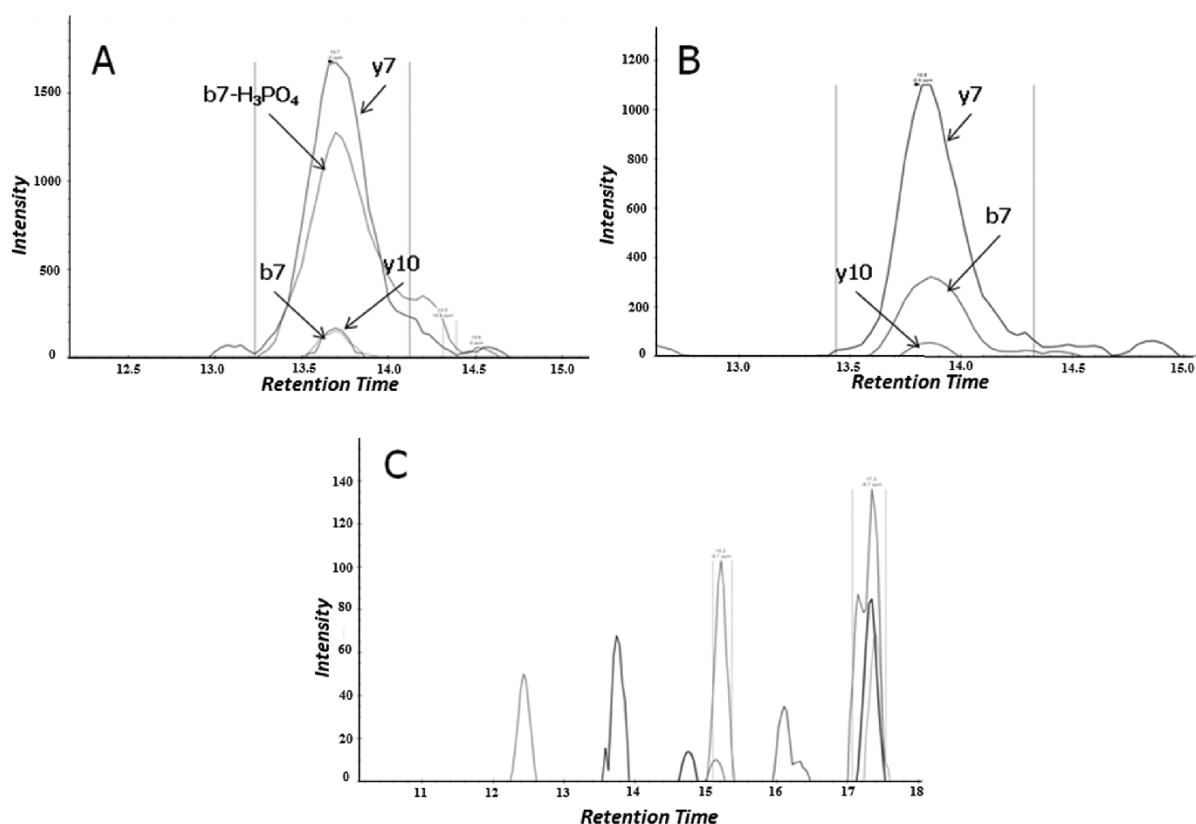 A
1500
1000
500
0
Intensity
b7-H₃PO₄
y7
b7
y10
12.5 13.0 13.5 14.0 14.5 15.0
Retention Time
B
1200
1000
800
600
400
200
0
Intensity
y7
b7
y10
13.0 13.5 14.0 14.5 15.0
Retention Time
C
140
120
100
80
60
40
20
0
Intensity
11 12 13 14 15 16 17 18
Retention Time